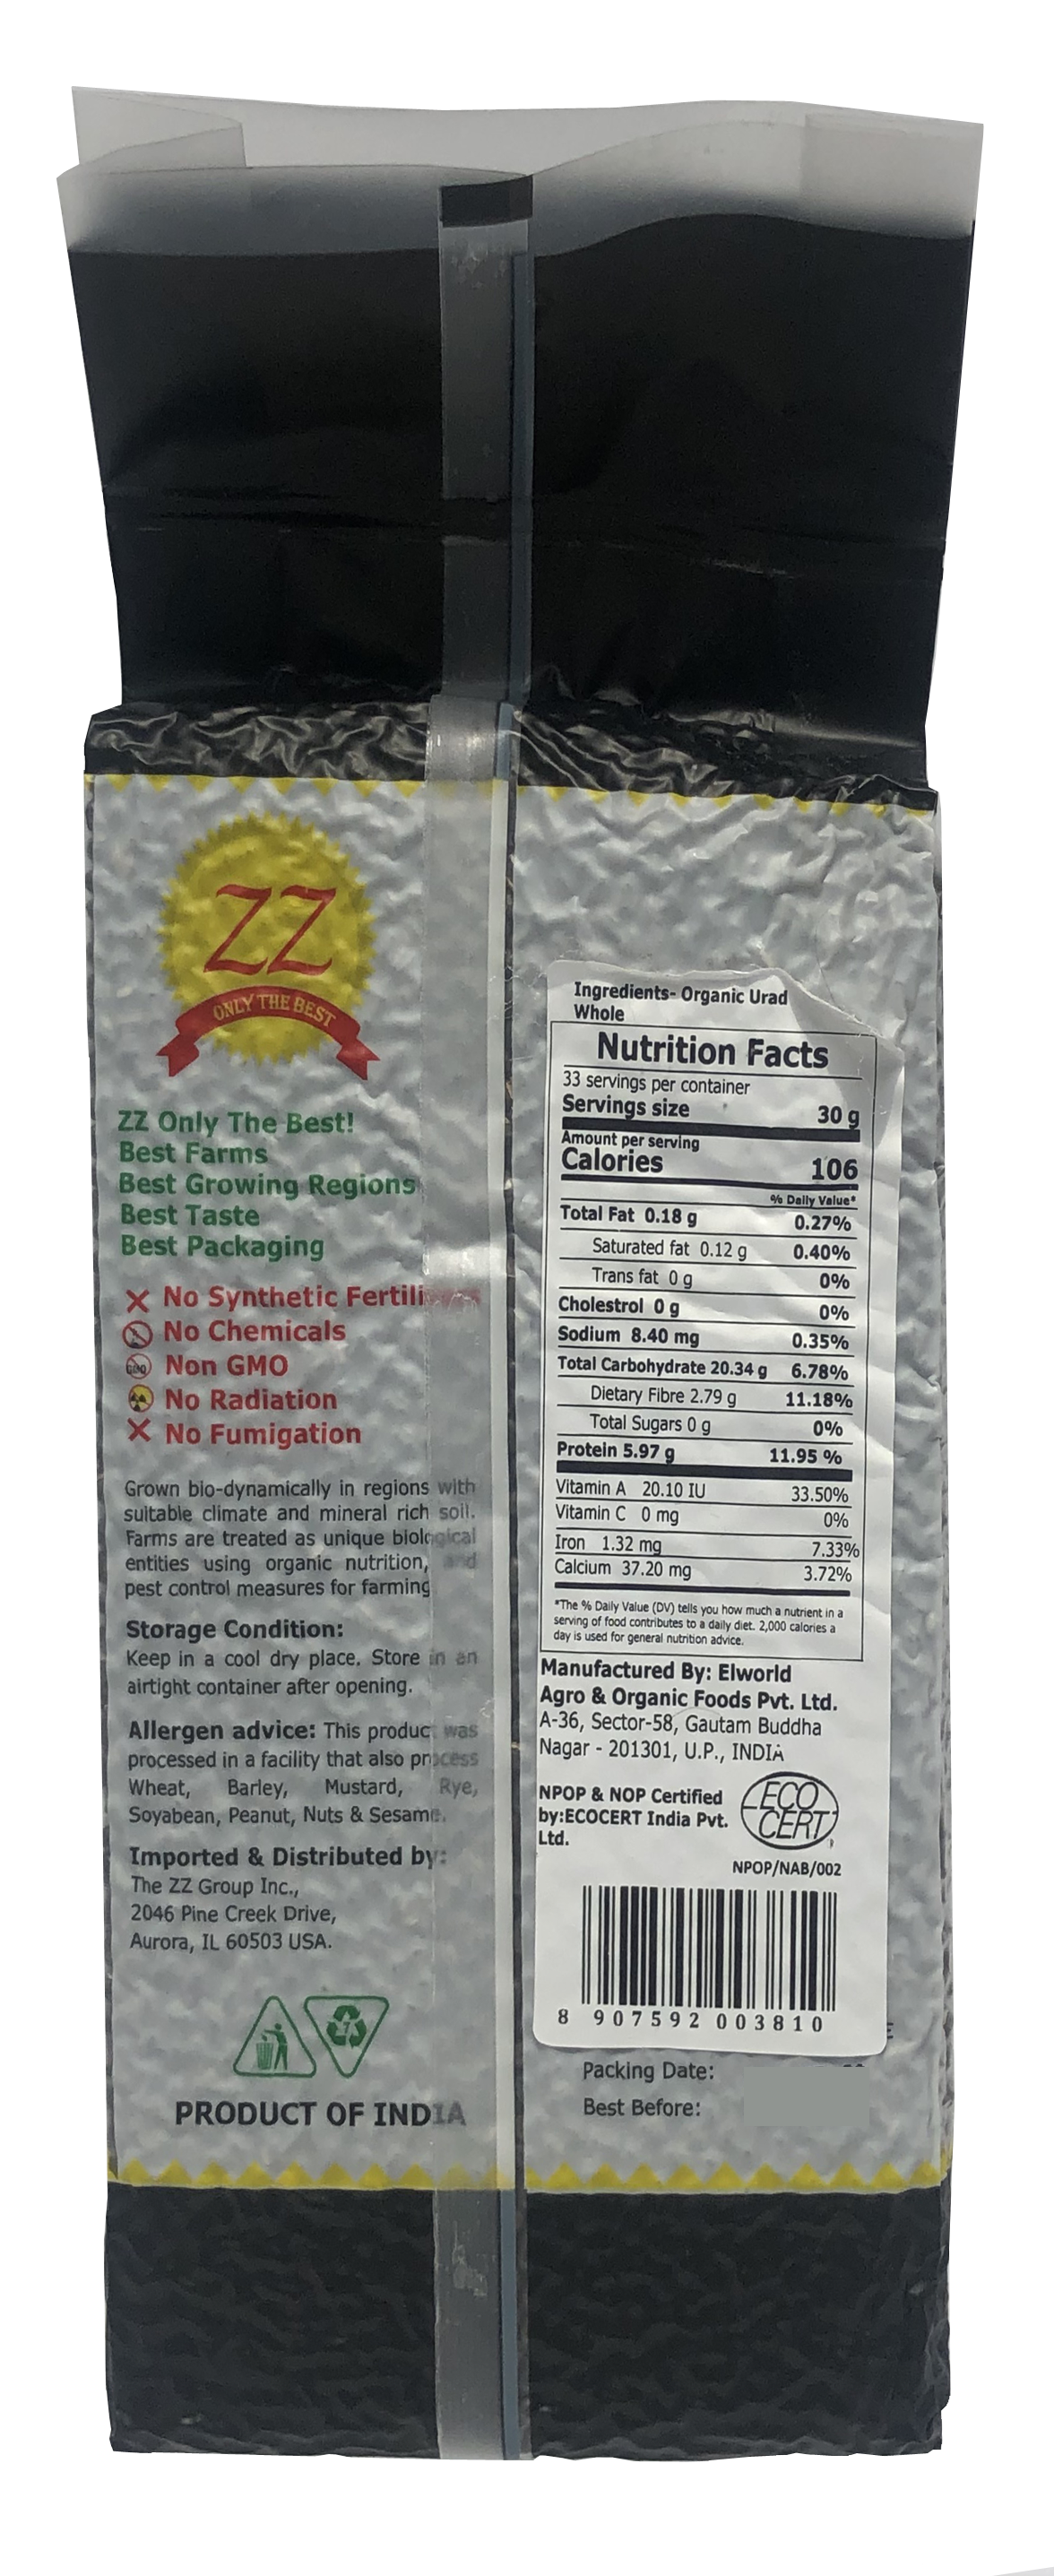 ZZ
ONLY THE BEST
ZZ Only The Best!
Best Farms
Best Growing Regions
Best Taste
Best Packaging
No Synthetic Fertili
No Chemicals
GMO Non GMO
No Radiation
No Fumigation
Grown bio-dynamically in regions with
suitable climate and mineral rich soil.
Farms are treated as unique biological
entities using organic nutrition, and
pest control measures for farming
Storage Condition:
Keep in a cool dry place. Store in an
airtight container after opening.
Allergen advice: This product was
processed in a facility that also process
Wheat, Barley, Mustard, Rye,
Soyabean, Peanut, Nuts & Sesame.
Imported & Distributed by:
The ZZ Group Inc.,
2046 Pine Creek Drive,
Aurora, IL 60503 USA.
7
PRODUCT OF INDIA
Ingredients- Organic Urad
Whole
Nutrition Facts
33 servings per container
Servings size 30 g
Amount per serving
Calories 106
% Daily Value*
Total Fat 0.18 g 0.27%
Saturated fat 0.12 g 0.40%
Trans fat 0 g 0%
Cholestrol 0 g 0%
Sodium 8.40 mg 0.35%
Total Carbohydrate 20.34 g 6.78%
Dietary Fibre 2.79 g 11.18%
Total Sugars 0 g 0%
Protein 5.97 g 11.95 %
Vitamin A 20.10 IU 33.50%
Vitamin C 0 mg 0%
Iron 1.32 mg 7.33%
Calcium 37.20 mg 3.72%
*The % Daily Value (DV) tells you how much a nutrient in a
serving of food contributes to a daily diet. 2,000 calories a
day is used for general nutrition advice.
Manufactured By: Elworld
Agro & Organic Foods Pvt. Ltd.
A-36, Sector-58, Gautam Buddha
Nagar - 201301, U.P., INDIA
NPOP & NOP Certified
by:ECOCERT India Pvt.
Ltd.
ECO
CERT
NPOP/NAB/002
8 907592 003810
E
Packing Date:
Best Before: